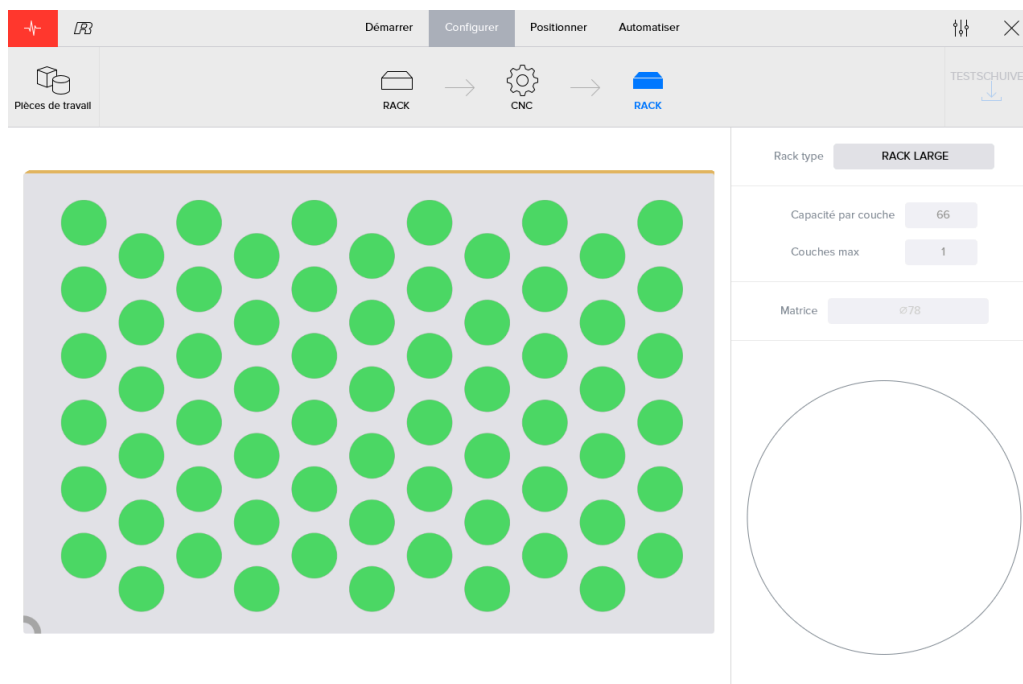 Démarrer
Configurer
Positionner
Automatiser
Pièces de travail
RACK
CNC
RACK
TESTSCHUIVE
Rack type
RACK LARGE
Capacité par couche
66
Couches max
1
Matrice
⌀78